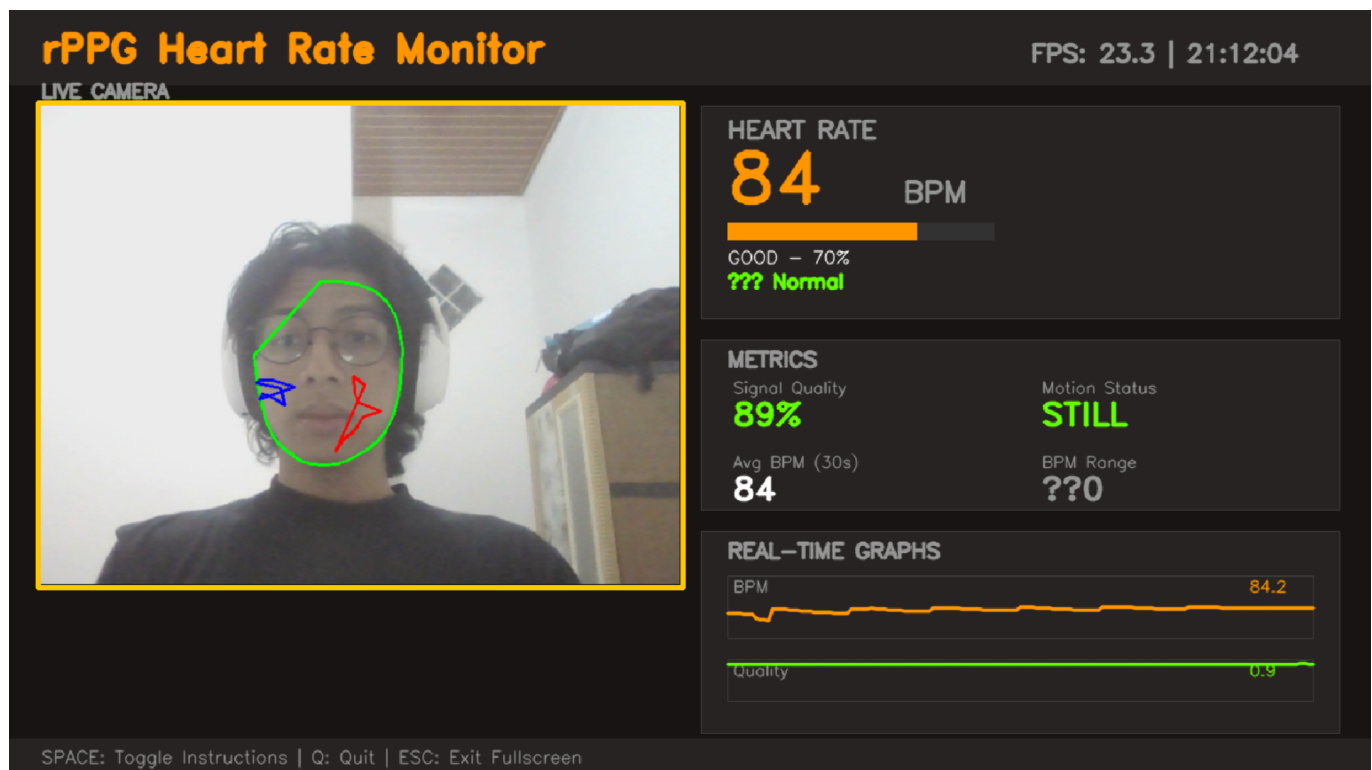 rPPG Heart Rate Monitor
FPS: 23.3 | 21:12:04
LIVE CAMERA
HEART RATE
84 BPM
GOOD - 70%
??? Normal
METRICS
Signal Quality
89%
Motion Status
STILL
Avg BPM (30s)
84
BPM Range
??0
REAL-TIME GRAPHS
BPM 84.2
Quality 0.9
SPACE: Toggle Instructions | Q: Quit | ESC: Exit Fullscreen